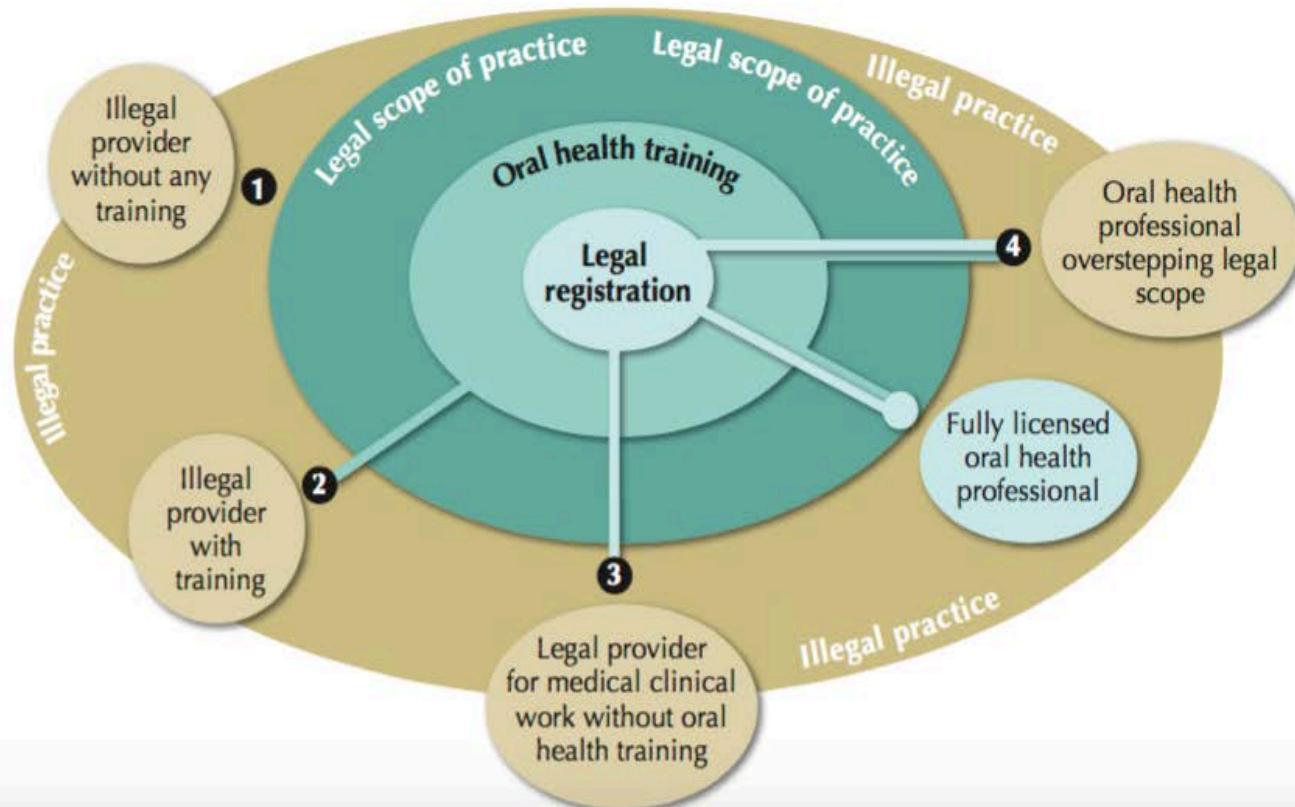 Legal scope of practice
Legal scope of practice
Illegal practice
Illegal
provider
without any
training
1
Oral health training
Oral health
professional
overstepping legal
scope
4
Legal
registration
Illegal practice
Fully licensed
oral health
professional
2
Illegal
provider
with
training
3
Illegal practice
Legal provider
for medical clinical
work without oral
health training